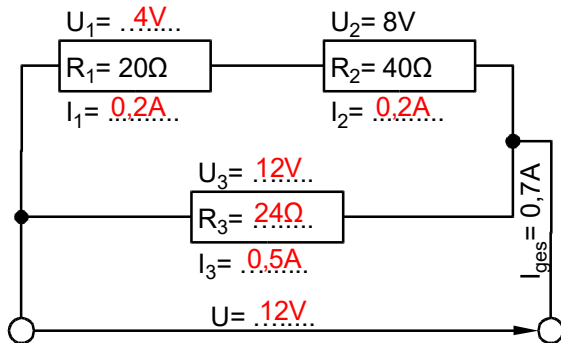 U1= 4V
U2= 8V
R1= 20Ω
R2= 40Ω
I1= 0,2A
I2= 0,2A
U3= 12V
R3= 24Ω
I3= 0,5A
Iges= 0,7A
U= 12V